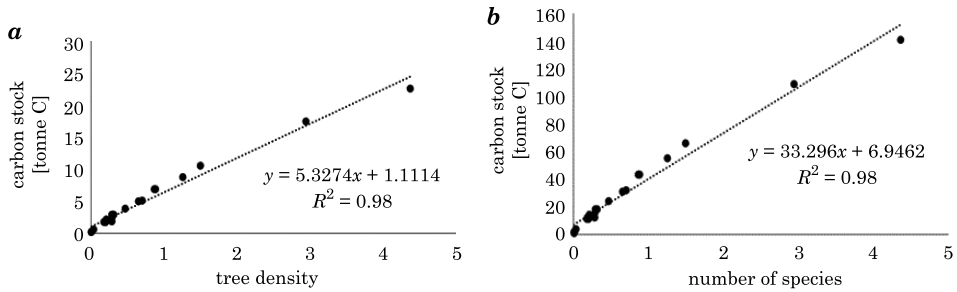 a
30
25
20
15
10
5
0
carbon stock
[tonne C]
y = 5.3274x + 1.1114
R² = 0.98
0 1 2 3 4 5
tree density
b
160
140
120
100
80
60
40
20
0
carbon stock
[tonne C]
y = 33.296x + 6.9462
R² = 0.98
0 1 2 3 4 5
number of species